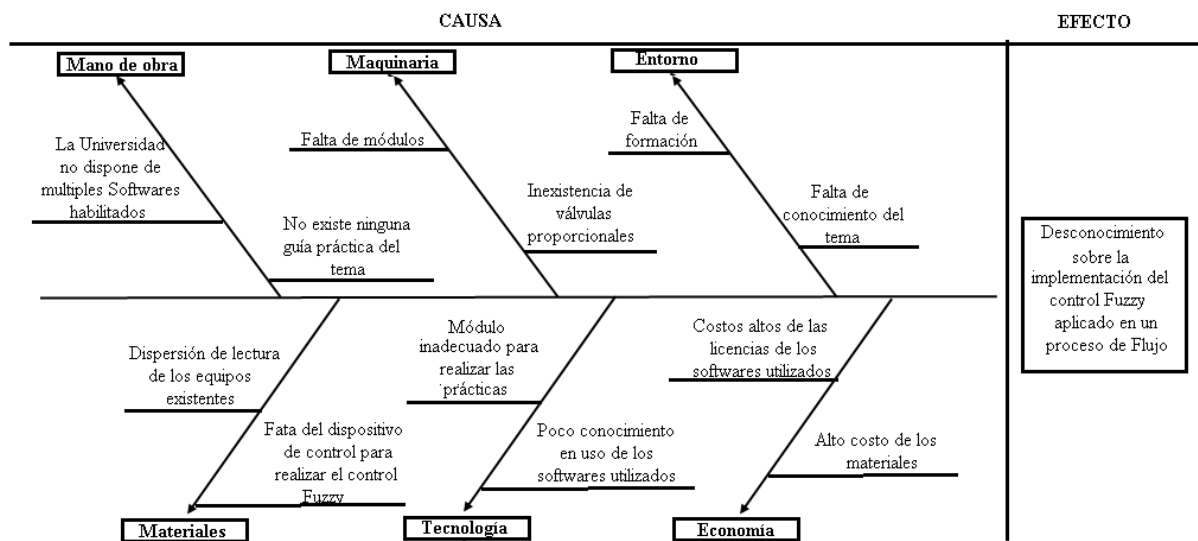 CAUSA
EFECTO
Mano de obra
Maquinaria
Entorno
La Universidad
no dispone de
multiples Softwares
habilitados
No existe ninguna
guía práctica del
tema
Falta de módulos
Inexistencia de
válvulas
proporcionales
Falta de
formación
Falta de
conocimiento del
tema
Desconocimiento
sobre la
implementación del
control Fuzzy
aplicado en un
proceso de Flujo
Dispersión de lectura
de los equipos
existentes
Fata del dispositivo
de control para
realizar el control
Fuzzy
Módulo
inadecuado para
realizar las
prácticas
Poco conocimiento
en uso de los
softwares utilizados
Costos altos de las
licencias de los
softwares utilizados
Alto costo de los
materiales
Materiales
Tecnología
Economía